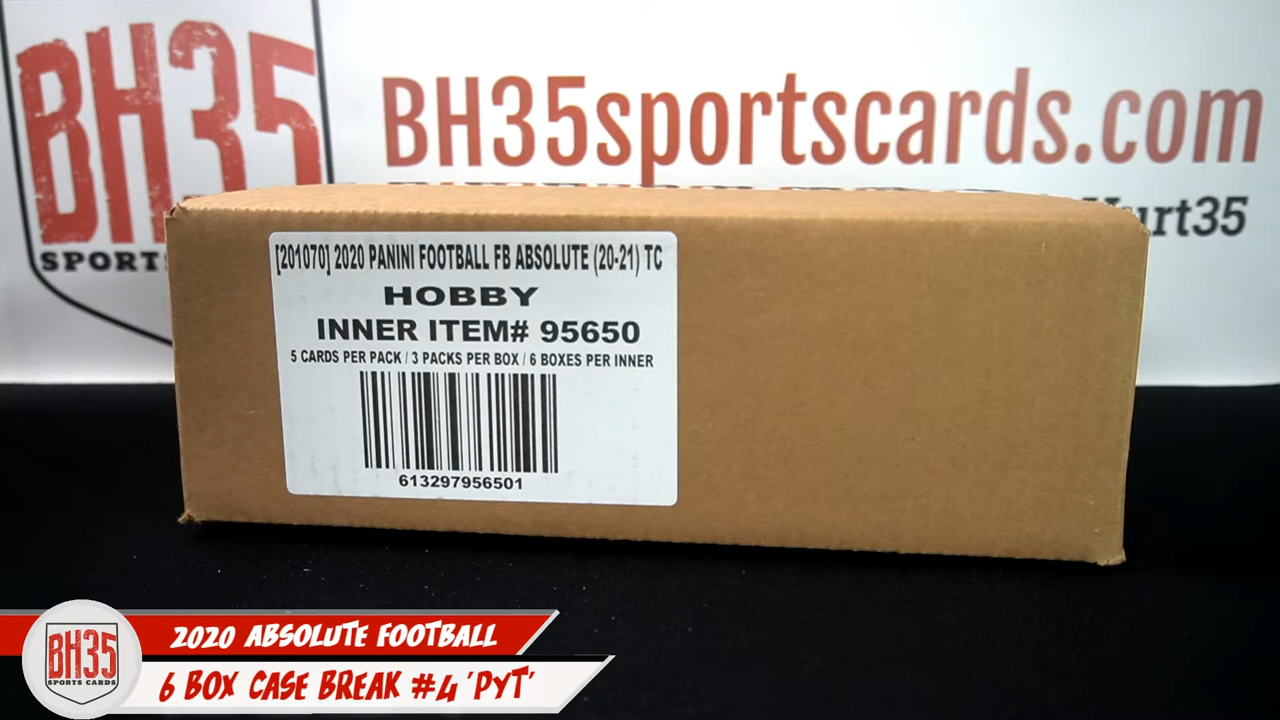 BH35
SPORT
BH35sportscards.com
urt35
[201070] 2020 PANINI FOOTBALL FB ABSOLUTE (20-21) TC
HOBBY
INNER ITEM# 95650
5 CARDS PER PACK / 3 PACKS PER BOX / 6 BOXES PER INNER
613297956501
BH35
SPORTS CARDS
2020 ABSOLUTE FOOTBALL
6 BOX CASE BREAK #4 'PYT'